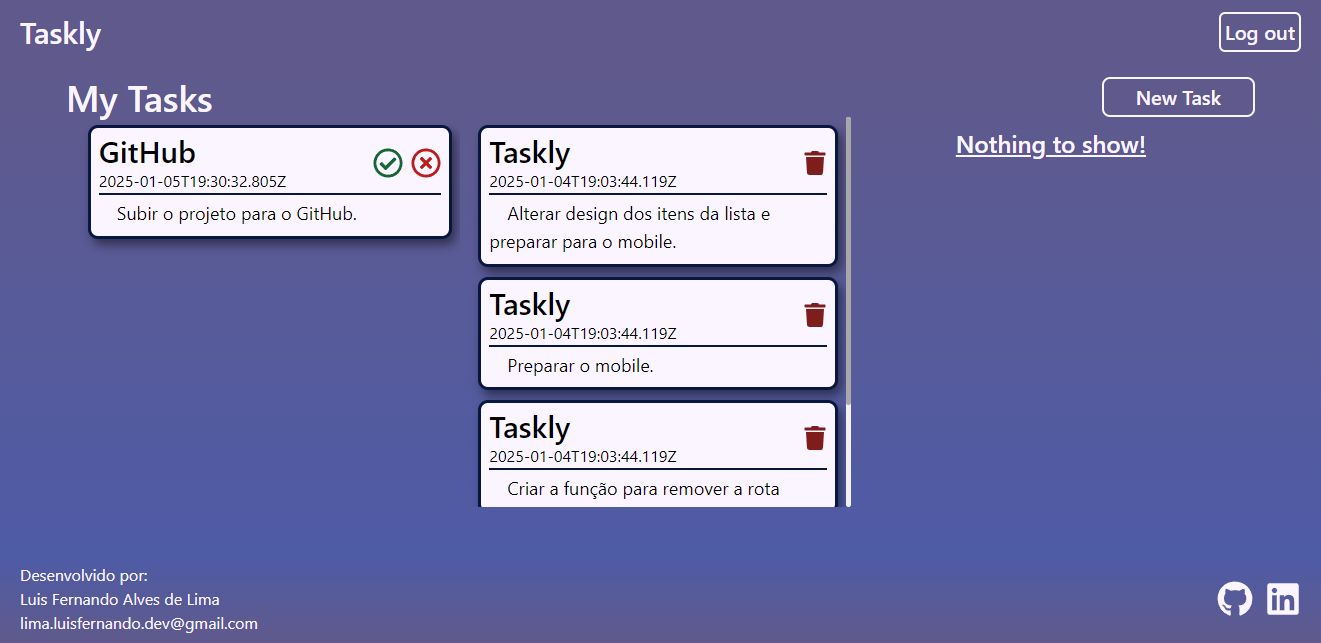 Taskly
Log out
My Tasks
New Task
GitHub
2025-01-05T19:30:32.805Z
Subir o projeto para o GitHub.
Taskly
2025-01-04T19:03:44.119Z
Alterar design dos itens da lista e
preparar para o mobile.
Taskly
2025-01-04T19:03:44.119Z
Preparar o mobile.
Taskly
2025-01-04T19:03:44.119Z
Criar a função para remover a rota
Nothing to show!
Desenvolvido por:
Luis Fernando Alves de Lima
lima.luisfernando.dev@gmail.com
in